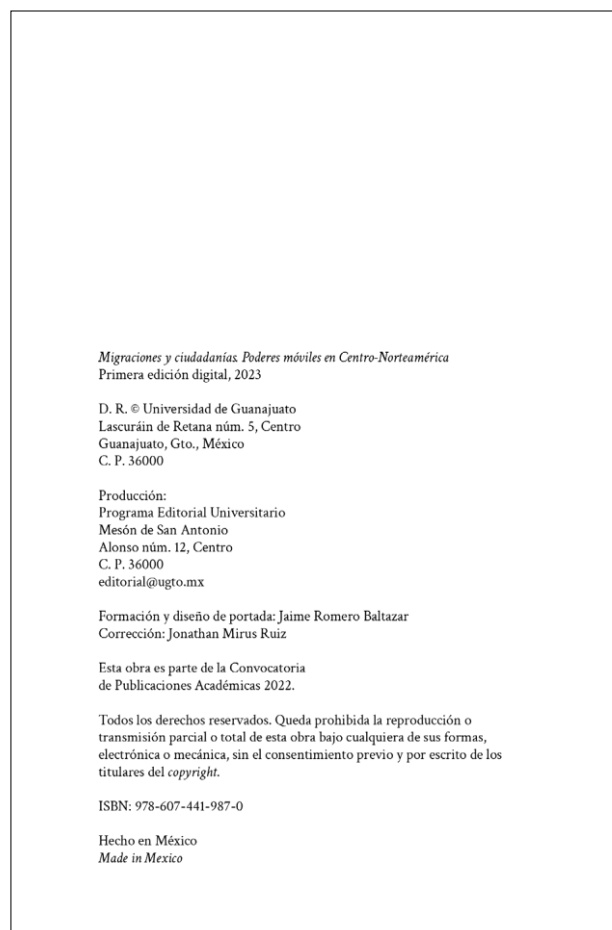 Migraciones y ciudadanías. Poderes móviles en Centro-Norteamérica
Primera edición digital, 2023
D. R. © Universidad de Guanajuato
Lascuráin de Retana núm. 5, Centro
Guanajuato, Gto., México
C. P. 36000
Producción:
Programa Editorial Universitario
Mesón de San Antonio
Alonso núm. 12, Centro
C. P. 36000
editorial@ugto.mx
Formación y diseño de portada: Jaime Romero Baltazar
Corrección: Jonathan Mirus Ruiz
Esta obra es parte de la Convocatoria
de Publicaciones Académicas 2022.
Todos los derechos reservados. Queda prohibida la reproducción o
transmisión parcial o total de esta obra bajo cualquiera de sus formas,
electrónica o mecánica, sin el consentimiento previo y por escrito de los
titulares del copyright.
ISBN: 978-607-441-987-0
Hecho en México
Made in Mexico